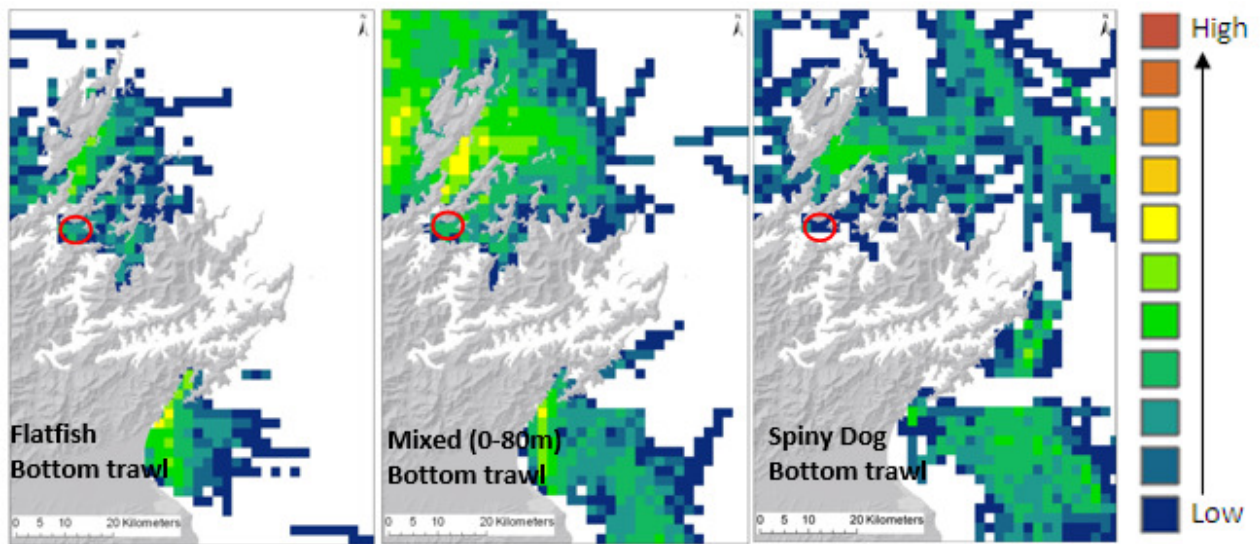 N
N
N
Flatfish
Bottom trawl
Mixed (0-80m)
Bottom trawl
Spiny Dog
Bottom trawl
0 5 10 20 Kilometers
0 5 10 20 Kilometers
0 5 10 20 Kilometers
High
Low